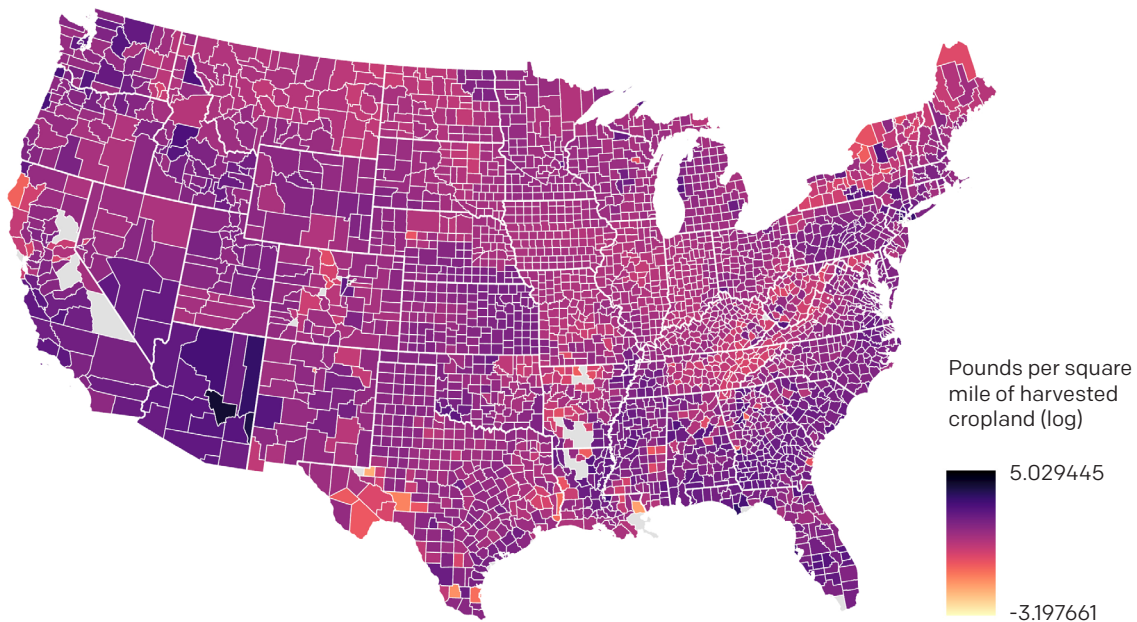 Pounds per square
mile of harvested
cropland (log)
5.029445
-3.197661